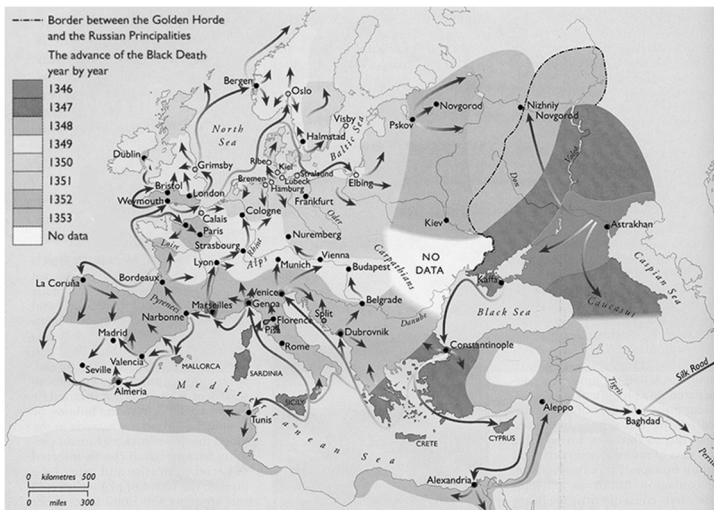 Border between the Golden Horde
and the Russian Principalities
The advance of the Black Death
year by year
1346
1347
1348
1349
1350
1351
1352
1353
No data
Bergen
Oslo
Visby
Novgorod
Pskov
Nizhniy
Novgorod
North
Sea
Halmstad
Baltic Sea
Volga
Dublin
Grimsby
Ribe
Kiel
Stralsund
Lübeck
Elbing
Don
Bristol
London
Bremen
Hamburg
Weymouth
Frankfurt
Calais
Cologne
Oder
Kiev
Paris
Nuremberg
Astrakhan
Loire
Strasbourg
Rhine
Carpathians
NO
DATA
Caspian Sea
Lyon
Alps
Munich
Vienna
Budapest
La Coruña
Bordeaux
Kaffa
Venice
Caucasus
Pyrenees
Marseilles
Genoa
Belgrade
Black Sea
Narbonne
Florence
Split
Danube
Pisa
Madrid
Dubrovnik
Rome
Constantinople
Valencia
MALLORCA
Seville
SARDINIA
Tigris
Silk Road
Almeria
Mediterranean Sea
SICILY
Aleppo
Tunis
CYPRUS
Baghdad
CRETE
Alexandria
0 kilometres 500
0 miles 300